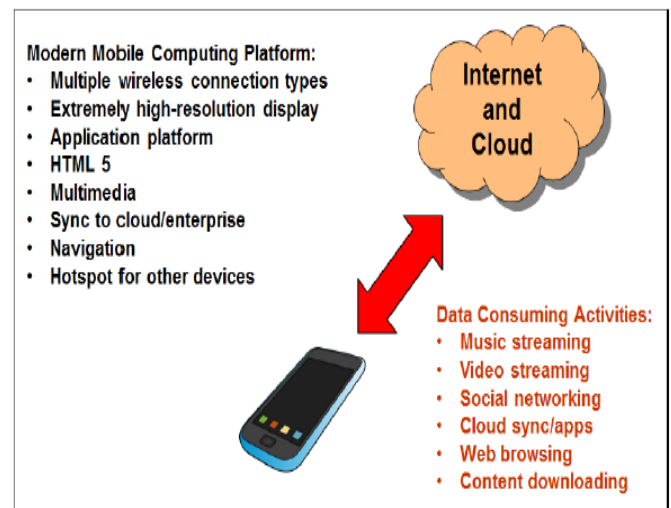 Modern Mobile Computing Platform:
• Multiple wireless connection types
• Extremely high-resolution display
• Application platform
• HTML 5
• Multimedia
• Sync to cloud/enterprise
• Navigation
• Hotspot for other devices
Internet
and
Cloud
Data Consuming Activities:
• Music streaming
• Video streaming
• Social networking
• Cloud sync/apps
• Web browsing
• Content downloading